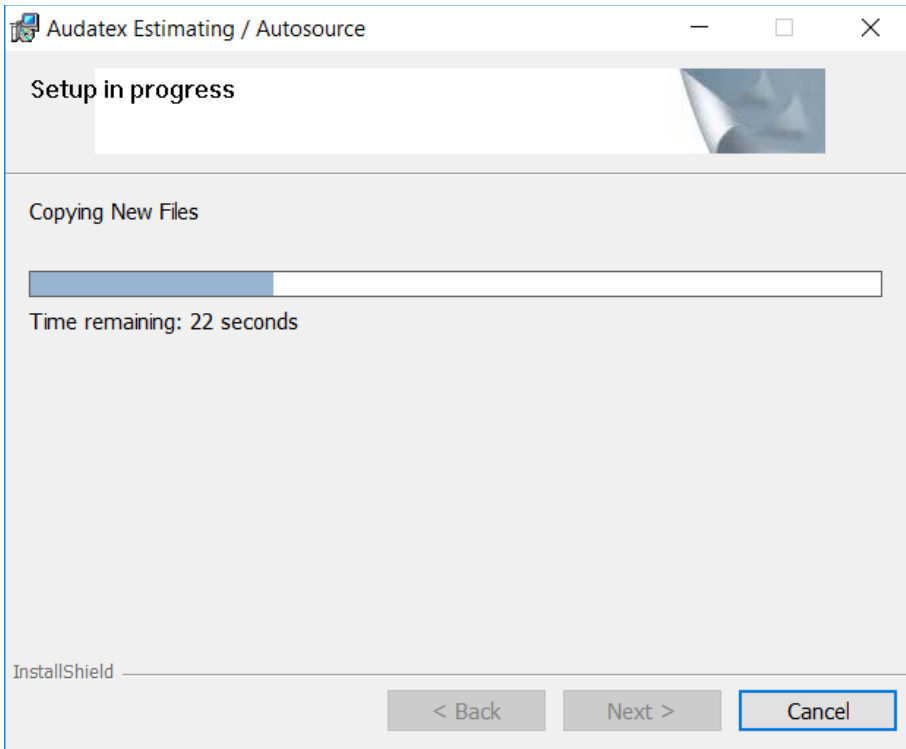 Audatex Estimating / Autosource
Setup in progress
Copying New Files
Time remaining: 22 seconds
InstallShield
< Back
Next >
Cancel